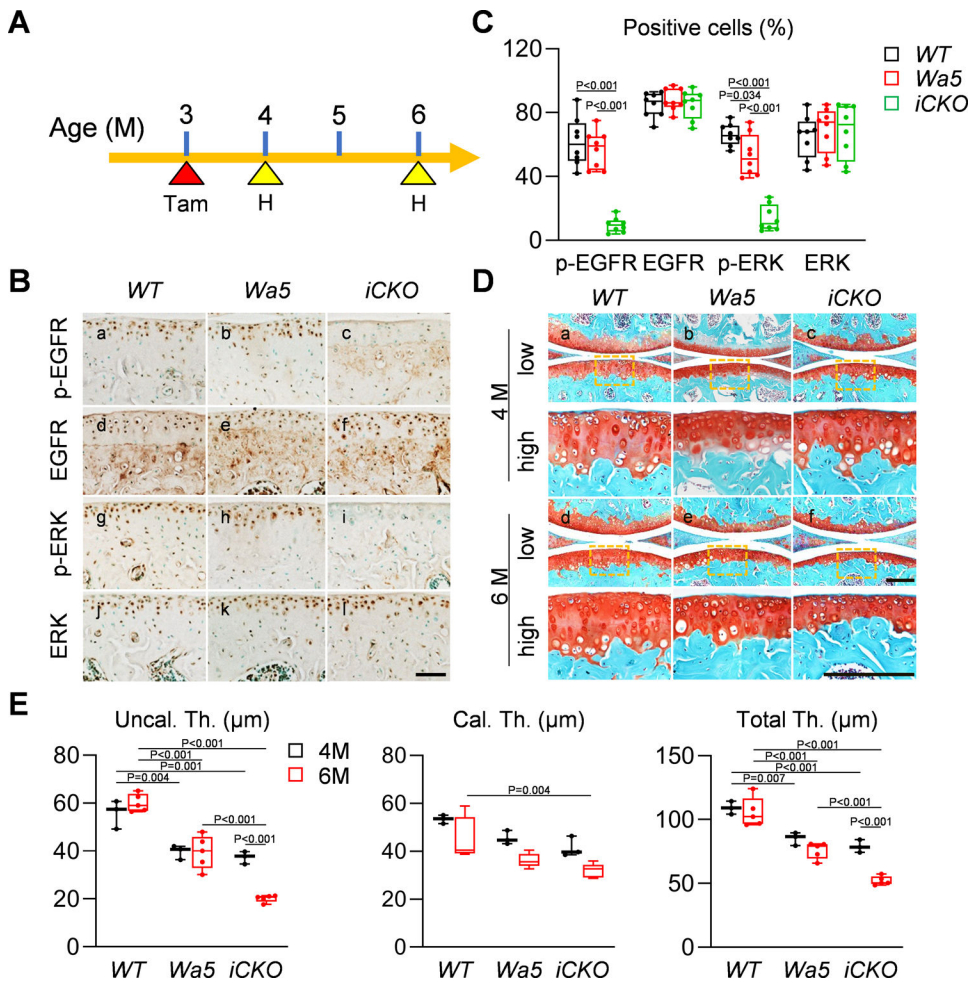 A
Age (M)
3 4 5 6
Tam H H
C
Positive cells (%)
120
80
40
0
P<0.001
P<0.001
P<0.001
P=0.034
P<0.001
p-EGFR EGFR p-ERK ERK
WT
Wa5
iCKO
B
WT Wa5 iCKO
p-EGFR
a b c
EGFR
d e f
p-ERK
g h i
ERK
j k l
D
WT Wa5 iCKO
4 M
low
a b c
high
6 M
low
d e f
high
E
Uncal. Th. (µm)
80
60
40
20
0
P<0.001
P<0.001
P=0.001
P=0.004
P<0.001
P<0.001
4M
6M
WT Wa5 iCKO
Cal. Th. (µm)
80
60
40
20
0
P=0.004
WT Wa5 iCKO
Total Th. (µm)
150
100
50
0
P<0.001
P<0.001
P<0.001
P=0.007
P<0.001
P<0.001
WT Wa5 iCKO